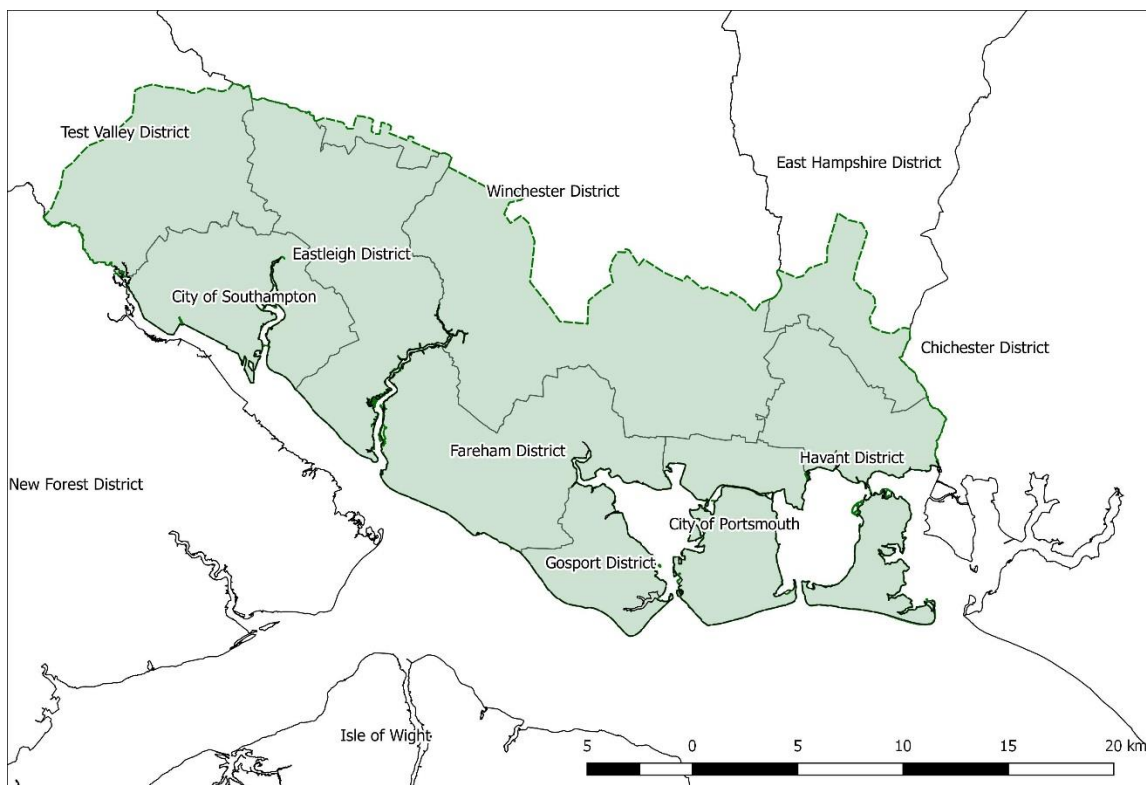 Test Valley District
East Hampshire District
Winchester District
Eastleigh District
City of Southampton
Chichester District
Fareham District
Havant District
New Forest District
City of Portsmouth
Gosport District
Isle of Wight
5 0 5 10 15 20 km